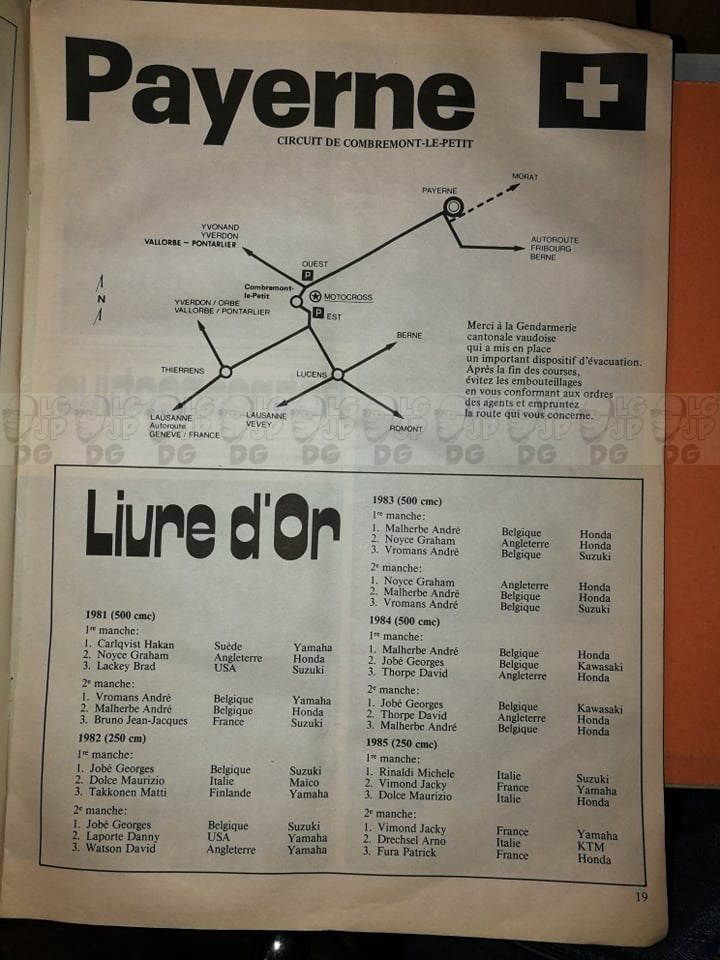 Payerne
CIRCUIT DE COMBREMONT-LE-PETIT
MORAT
PAYERNE
YVONAND
YVERDON
VALLORBE – PONTARLIER
AUTOROUTE
FRIBOURG
BERNE
OUEST
P
Combremont-
le-Petit
MOTOCROSS
N
YVERDON / ORBE
VALLORBE / PONTARLIER
P EST
BERNE
THIERRENS
LUCENS
LAUSANNE
Autoroute
GENEVE / FRANCE
LAUSANNE
VEVEY
ROMONT
Merci à la Gendarmerie
cantonale vaudoise
qui a mis en place
un important dispositif d'évacuation.
Après la fin des courses,
évitez les embouteillages
en vous conformant aux ordres
des agents et empruntez
la route qui vous concerne.
Livre d'Or
1981 (500 cmc)
1re manche:
1. Carlqvist Hakan Suède Yamaha
2. Noyce Graham Angleterre Honda
3. Lackey Brad USA Suzuki
2e manche:
1. Vromans André Belgique Yamaha
2. Malherbe André Belgique Honda
3. Bruno Jean-Jacques France Suzuki
1982 (250 cm)
1re manche:
1. Jobé Georges Belgique Suzuki
2. Dolce Maurizio Italie Maico
3. Takkonen Matti Finlande Yamaha
2e manche:
1. Jobé Georges Belgique Suzuki
2. Laporte Danny USA Yamaha
3. Watson David Angleterre Yamaha
1983 (500 cmc)
1re manche:
1. Malherbe André Belgique Honda
2. Noyce Graham Angleterre Honda
3. Vromans André Belgique Suzuki
2e manche:
1. Noyce Graham Angleterre Honda
2. Malherbe André Belgique Honda
3. Vromans André Belgique Suzuki
1984 (500 cmc)
1re manche:
1. Malherbe André Belgique Honda
2. Jobé Georges Belgique Kawasaki
3. Thorpe David Angleterre Honda
2e manche:
1. Jobé Georges Belgique Kawasaki
2. Thorpe David Angleterre Honda
3. Malherbe André Belgique Honda
1985 (250 cmc)
1re manche:
1. Rinaldi Michele Italie Suzuki
2. Vimond Jacky France Yamaha
3. Dolce Maurizio Italie Honda
2e manche:
1. Vimond Jacky France Yamaha
2. Drechsel Arno Italie KTM
3. Fura Patrick France Honda
19